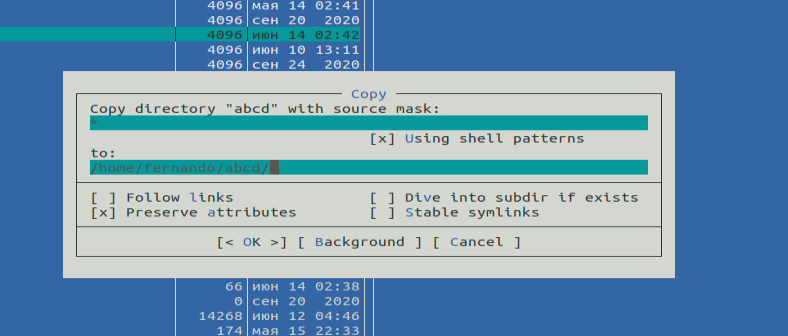 4096 мая 14 02:41
4096 сен 20 2020
4096 июн 14 02:42
4096 июн 10 13:11
4096 сен 24 2020
Copy
Copy directory "abcd" with source mask:
*
[x] Using shell patterns
to:
/home/fernando/abcd/
[ ] Follow links [ ] Dive into subdir if exists
[x] Preserve attributes [ ] Stable symlinks
[< OK >] [ Background ] [ Cancel ]
66 июн 14 02:38
0 сен 20 2020
14268 июн 12 04:46
174 мая 15 22:33